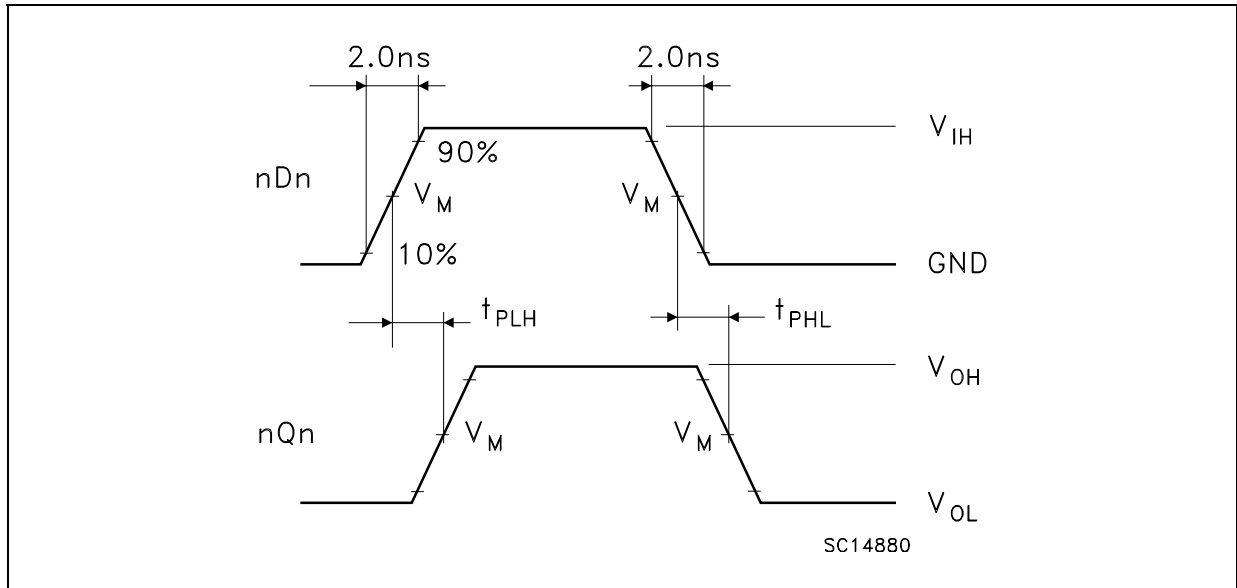 2.0ns 2.0ns
V_IH
90%
nDn V_M V_M
10%
GND
t_PLH t_PHL
V_OH
nQn V_M V_M
V_OL
SC14880